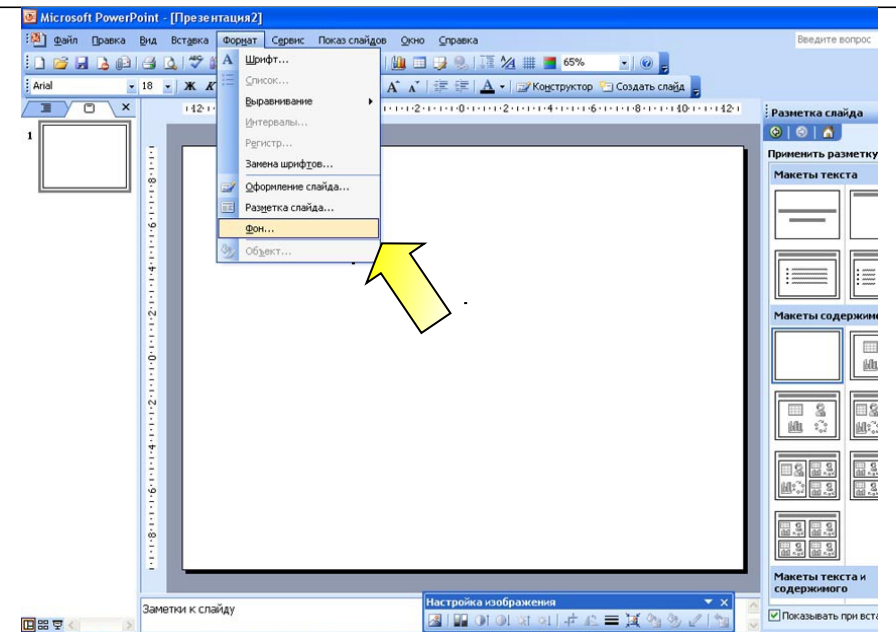 Microsoft PowerPoint - [Презентация2]
Файл Правка Вид Вставка Формат Сервис Показ слайдов Окно Справка
Введите вопрос
65%
Arial 18 Ж К
Конструктор Создать слайд
Шрифт...
Список...
Выравнивание
Интервалы...
Регистр...
Замена шрифтов...
Оформление слайда...
Разметка слайда...
Фон...
Объект...
1
Разметка слайда
Применить разметку
Макеты текста
Макеты содержим
Макеты текста и
содержимого
Показывать при вста
Заметки к слайду
Настройка изображения